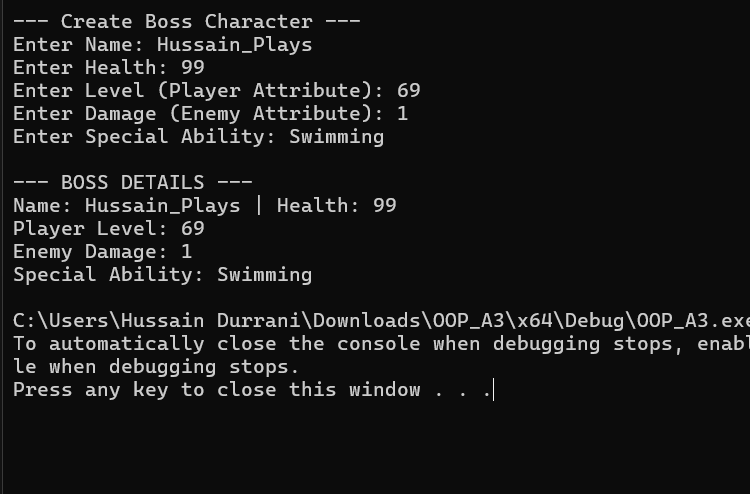 --- Create Boss Character ---
Enter Name: Hussain_Plays
Enter Health: 99
Enter Level (Player Attribute): 69
Enter Damage (Enemy Attribute): 1
Enter Special Ability: Swimming
--- BOSS DETAILS ---
Name: Hussain_Plays | Health: 99
Player Level: 69
Enemy Damage: 1
Special Ability: Swimming
C:\Users\Hussain Durrani\Downloads\OOP_A3\x64\Debug\OOP_A3.exe
To automatically close the console when debugging stops, enabl
le when debugging stops.
Press any key to close this window . . .